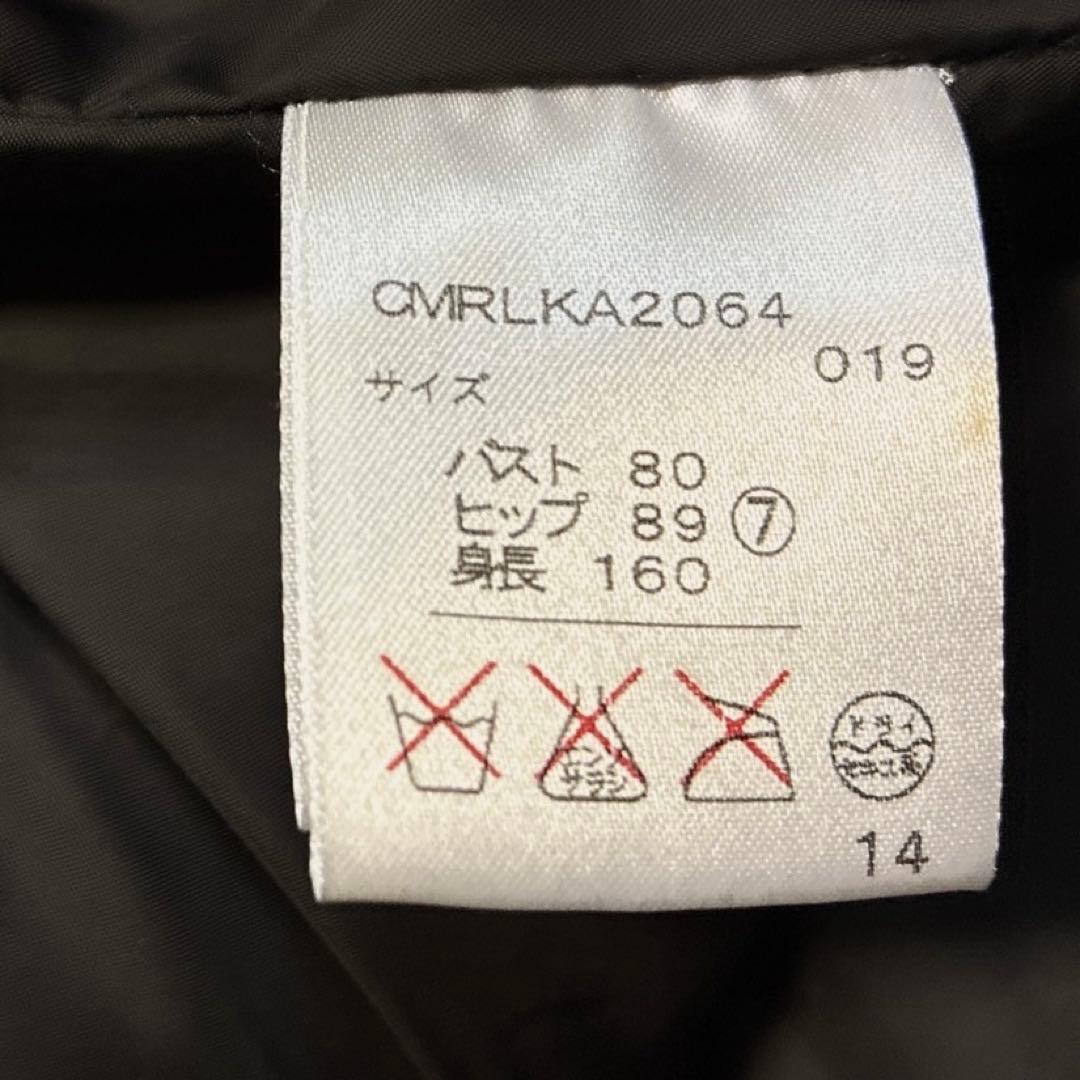 CMRLKA2064
019
サイズ
バスト 80
ヒップ 89 ⑦
身長 160
エンソ
サラシ
ドライ
セキユ系
14